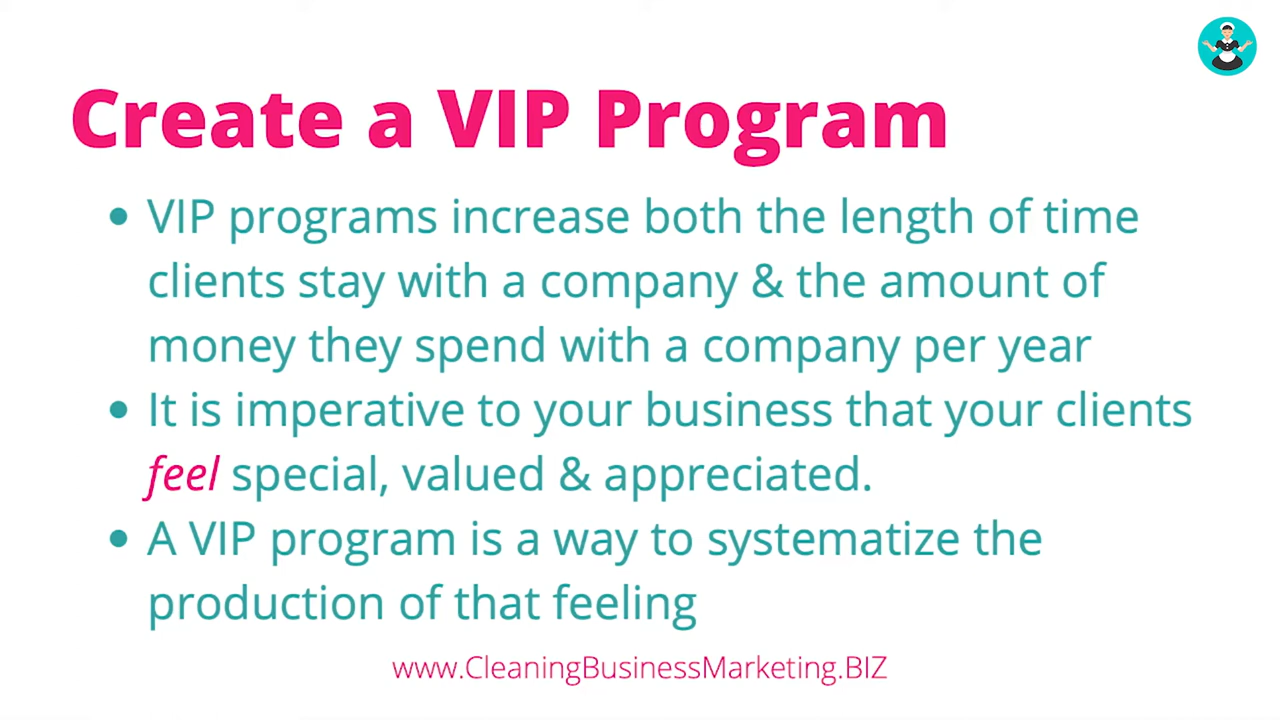 Create a VIP Program
• VIP programs increase both the length of time
clients stay with a company & the amount of
money they spend with a company per year
• It is imperative to your business that your clients
feel special, valued & appreciated.
• A VIP program is a way to systematize the
production of that feeling
www.CleaningBusinessMarketing.BIZ